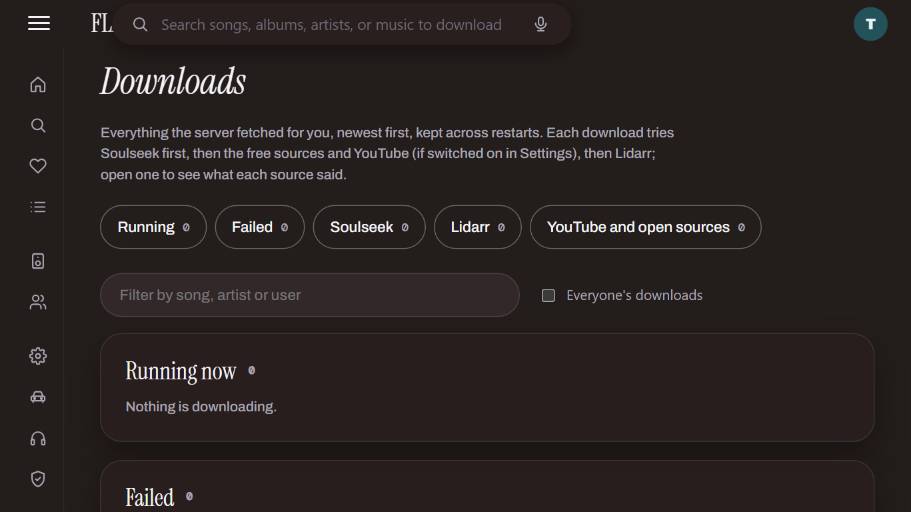 FL
Search songs, albums, artists, or music to download
T
Downloads
Everything the server fetched for you, newest first, kept across restarts. Each download tries
Soulseek first, then the free sources and YouTube (if switched on in Settings), then Lidarr;
open one to see what each source said.
Running 0
Failed 0
Soulseek 0
Lidarr 0
YouTube and open sources 0
Filter by song, artist or user
Everyone's downloads
Running now 0
Nothing is downloading.
Failed 0